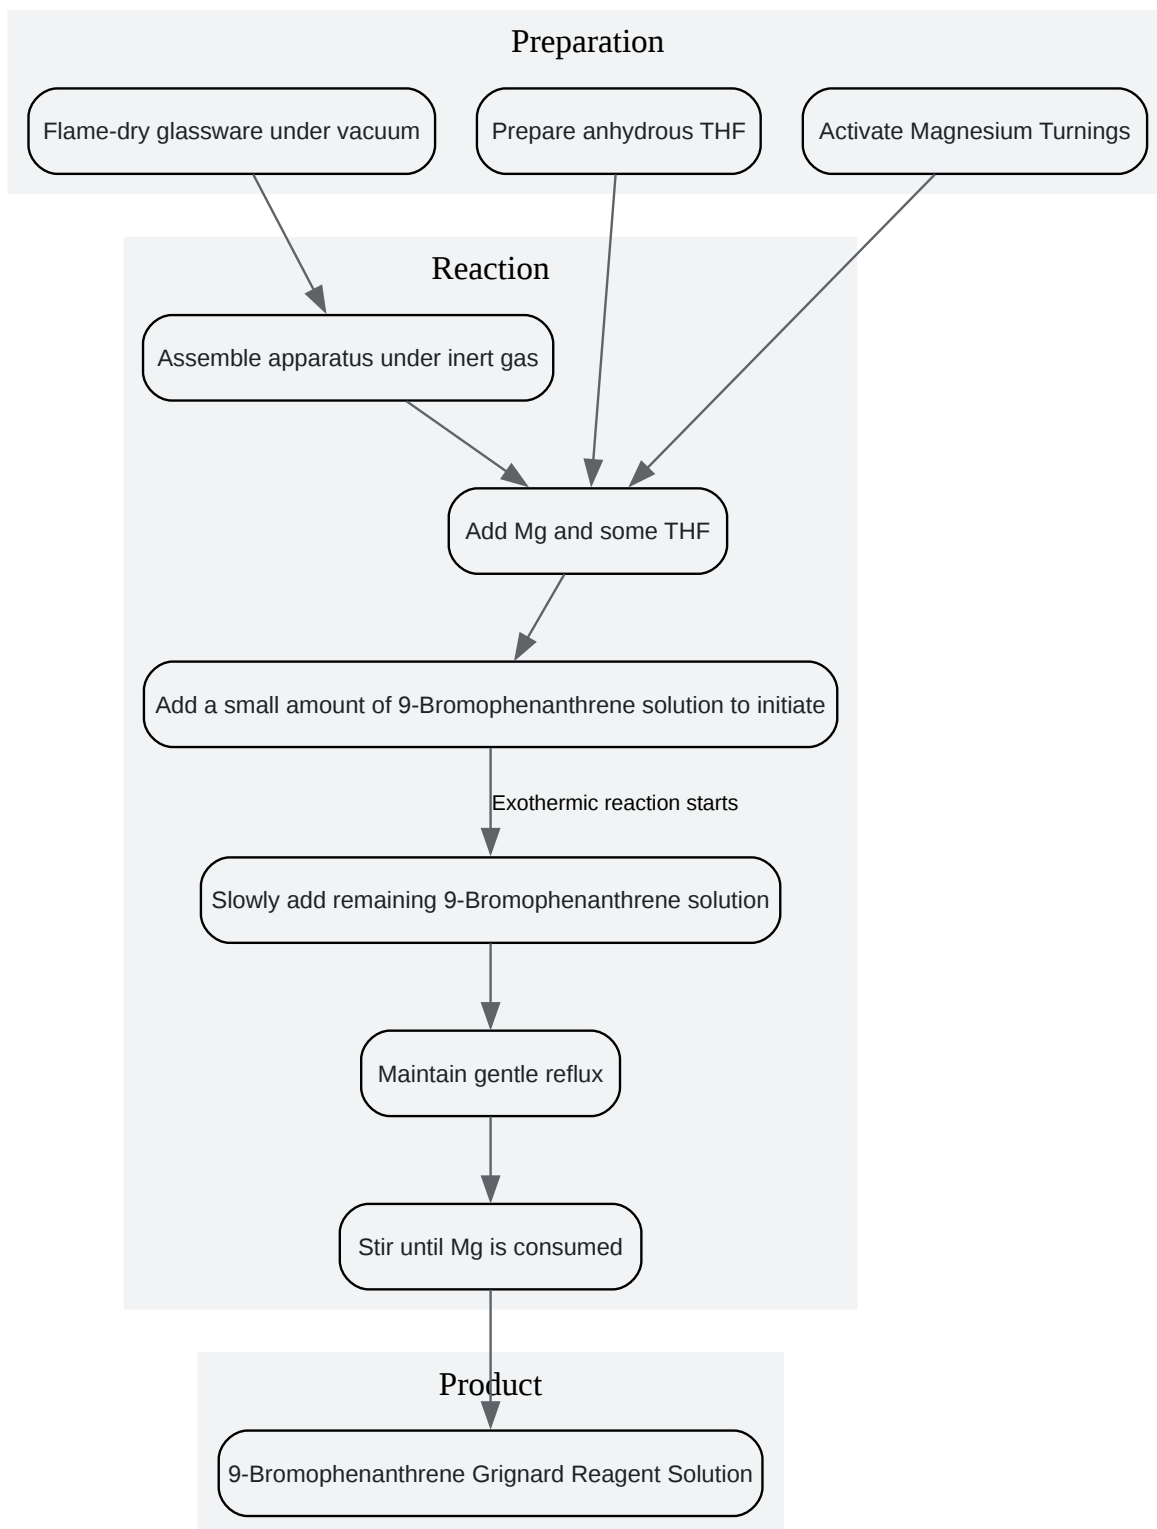 Preparation
Flame-dry glassware under vacuum
Prepare anhydrous THF
Activate Magnesium Turnings
Reaction
Assemble apparatus under inert gas
Add Mg and some THF
Add a small amount of 9-Bromophenanthrene solution to initiate
Exothermic reaction starts
Slowly add remaining 9-Bromophenanthrene solution
Maintain gentle reflux
Stir until Mg is consumed
Product
9-Bromophenanthrene Grignard Reagent Solution